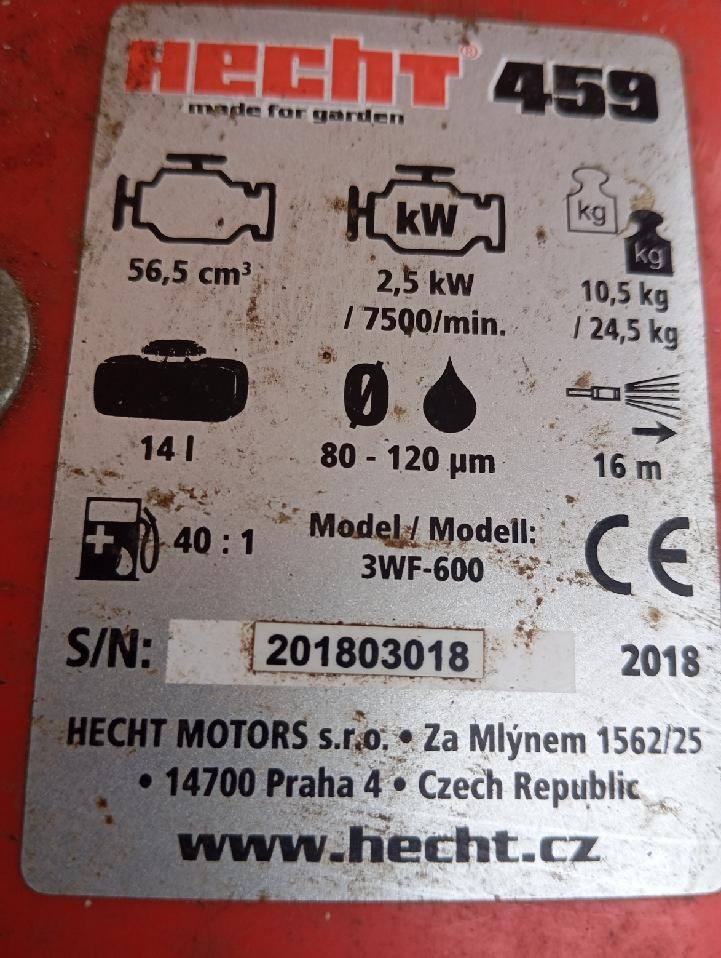 HECHT® 459
made for garden
kW
kg
kg
56,5 cm³
2,5 kW
/ 7500/min.
10,5 kg
/ 24,5 kg
Ø
14 l
80 - 120 µm
16 m
40 : 1
Model / Modell:
3WF-600
CE
S/N: 201803018 2018
HECHT MOTORS s.r.o. • Za Mlýnem 1562/25
• 14700 Praha 4 • Czech Republic
www.hecht.cz